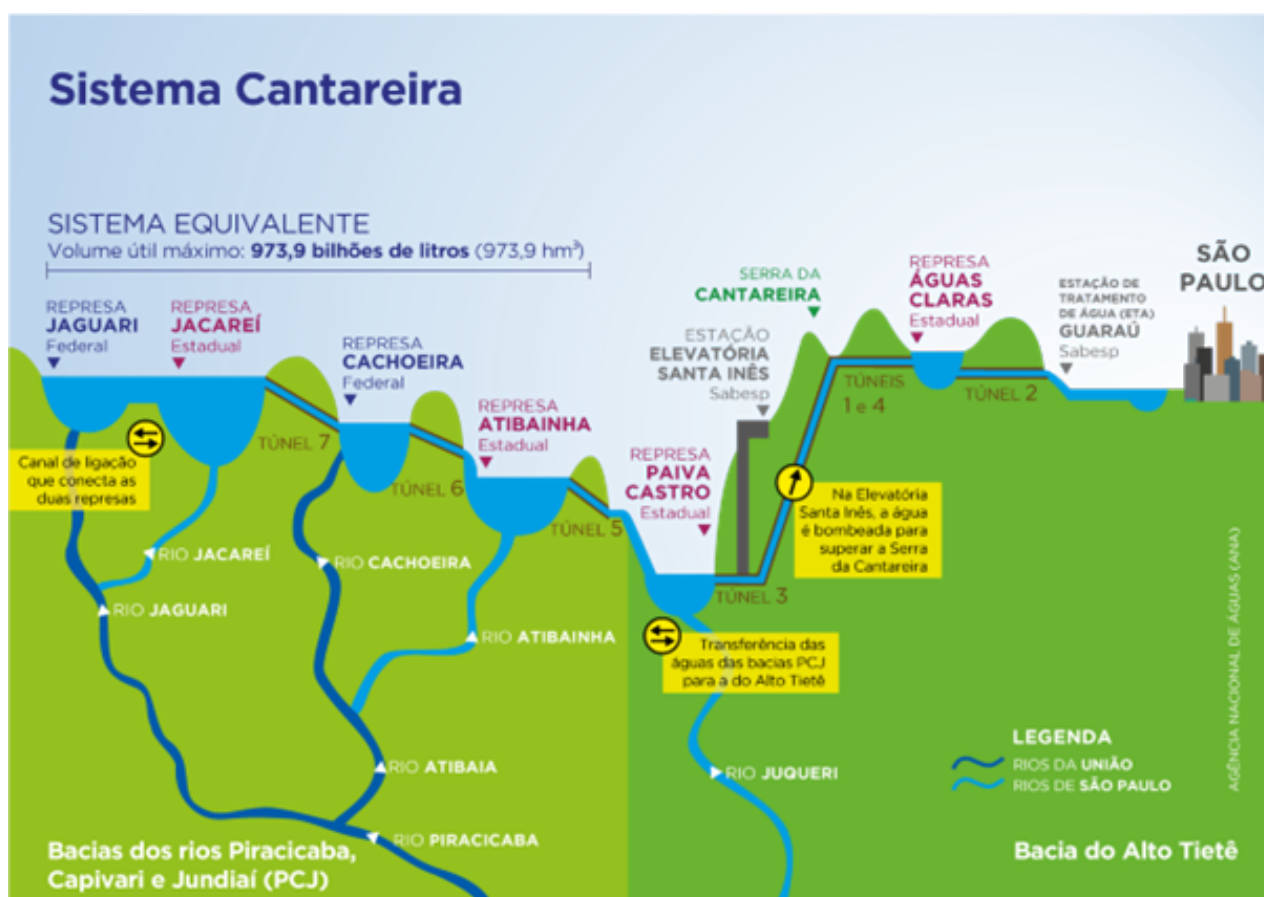 Sistema Cantareira
SISTEMA EQUIVALENTE
Volume útil máximo: 973,9 bilhões de litros (973,9 hm³)
REPRESA
JAGUARI
Federal
REPRESA
JACAREÍ
Estadual
REPRESA
CACHOEIRA
Federal
REPRESA
ATIBAINHA
Estadual
REPRESA
PAIVA
CASTRO
Estadual
ESTAÇÃO
ELEVATÓRIA
SANTA INÊS
Sabesp
SERRA DA
CANTAREIRA
REPRESA
ÁGUAS
CLARAS
Estadual
ESTAÇÃO DE
TRATAMENTO
DE ÁGUA (ETA)
GUARAÚ
Sabesp
SÃO
PAULO
TÚNEL 7
TÚNEL 6
TÚNEL 5
TÚNEL 3
TÚNEIS
1 e 4
TÚNEL 2
Canal de ligação
que conecta as
duas represas
Na Elevatória
Santa Inês, a água
é bombeada para
superar a Serra
da Cantareira
Transferência das
águas das bacias PCJ
para a do Alto Tietê
RIO JACAREÍ
RIO JAGUARI
RIO CACHOEIRA
RIO ATIBAINHA
RIO ATIBAIA
RIO PIRACICABA
RIO JUQUERI
LEGENDA
RIOS DA UNIÃO
RIOS DE SÃO PAULO
Bacias dos rios Piracicaba,
Capivari e Jundiaí (PCJ)
Bacia do Alto Tietê
AGÊNCIA NACIONAL DE ÁGUAS (ANA)